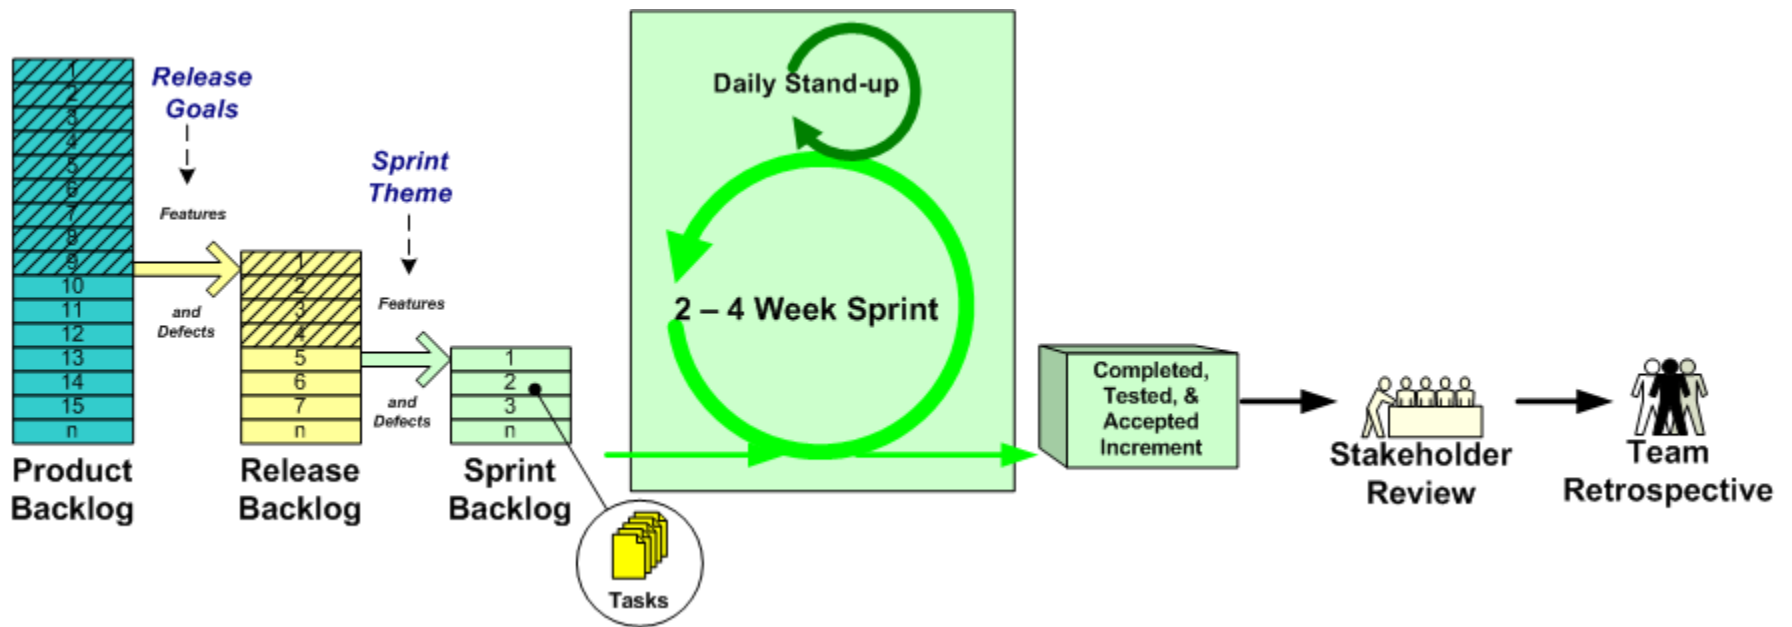 1
2
3
4
5
6
7
8
9
10
11
12
13
14
15
n
Product
Backlog
Release
Goals
Features
and
Defects
1
2
3
4
5
6
7
n
Release
Backlog
Sprint
Theme
Features
and
Defects
1
2
3
n
Sprint
Backlog
Tasks
Daily Stand-up
2 – 4 Week Sprint
Completed,
Tested, &
Accepted
Increment
Stakeholder
Review
Team
Retrospective